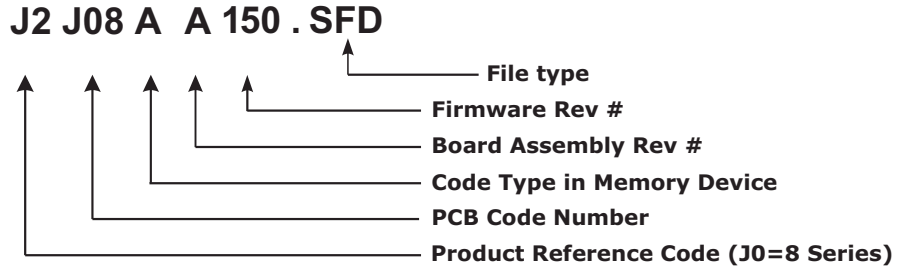 J2 J08 A A 150 . SFD
File type
Firmware Rev #
Board Assembly Rev #
Code Type in Memory Device
PCB Code Number
Product Reference Code (J0=8 Series)